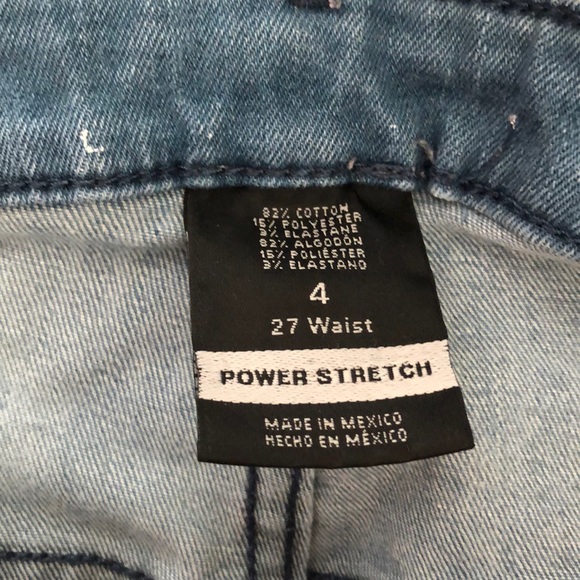 82% COTTON
15% POLYESTER
3% ELASTANE
82% ALGODÓN
15% POLIÉSTER
3% ELASTANO
4
27 Waist
POWER STRETCH
MADE IN MEXICO
HECHO EN MÉXICO